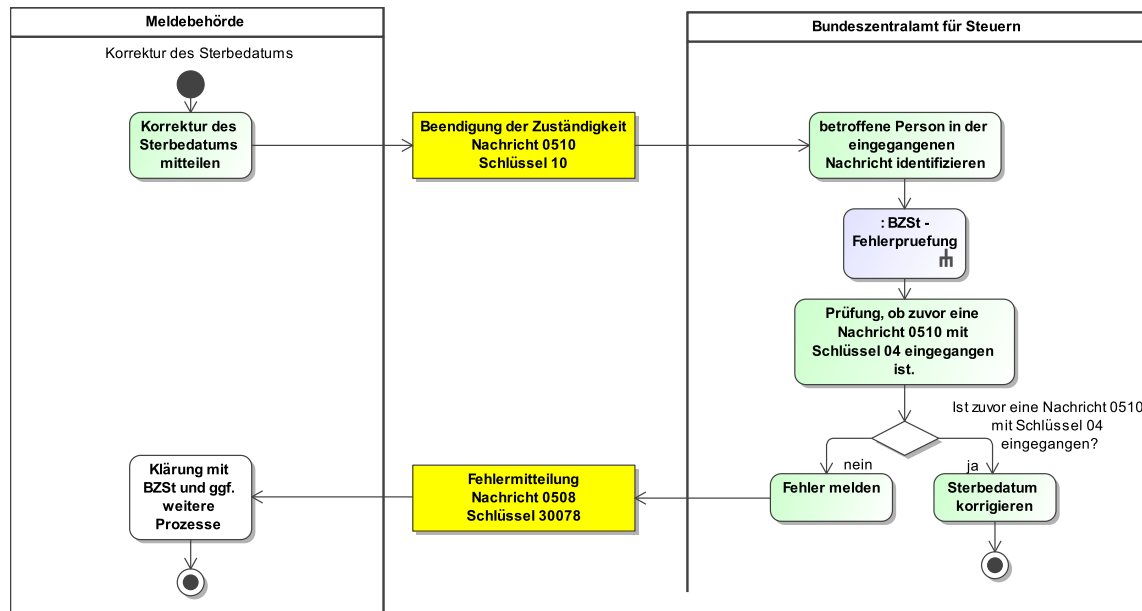 Meldebehörde
Bundeszentralamt für Steuern
Korrektur des Sterbedatums
Korrektur des
Sterbedatums
mitteilen
Beendigung der Zuständigkeit
Nachricht 0510
Schlüssel 10
betroffene Person in der
eingegangenen
Nachricht identifizieren
: BZSt -
Fehlerpruefung
Prüfung, ob zuvor eine
Nachricht 0510 mit
Schlüssel 04 eingegangen
ist.
Ist zuvor eine Nachricht 0510
mit Schlüssel 04
eingegangen?
nein
ja
Fehler melden
Sterbedatum
korrigieren
Fehlermitteilung
Nachricht 0508
Schlüssel 30078
Klärung mit
BZSt und ggf.
weitere
Prozesse